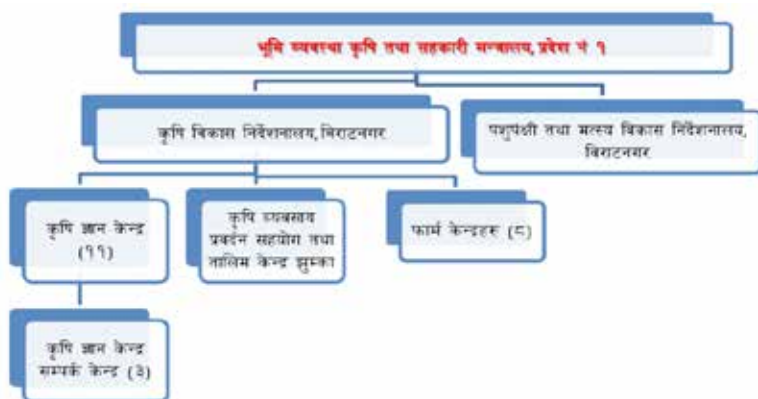 भूमि व्यवस्था कृषि तथा सहकारी मन्त्रालय, प्रदेश नं १
कृषि विकास निर्देशनालय, विराटनगर
पशुपंक्षी तथा मत्स्य विकास निर्देशनालय,
विराटनगर
कृषि ज्ञान केन्द्र
(११)
कृषि व्यवसाय
प्रवर्दन सहयोग तथा
तालिम केन्द्र झुम्का
फार्म केन्द्रहरु (८)
कृषि ज्ञान केन्द्र
सम्पर्क केन्द्र (३)